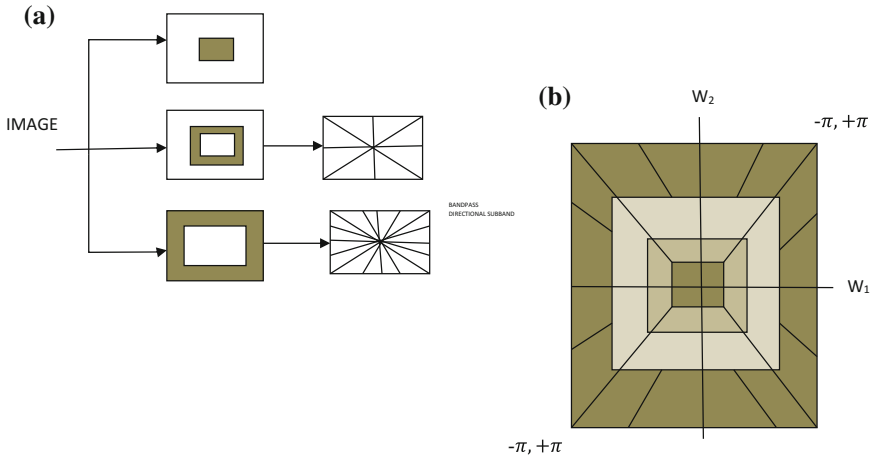 (a)
IMAGE
BANDPASS
DIRECTIONAL SUBBAND
(b)
W₂
-π, +π
W₁
-π, +π